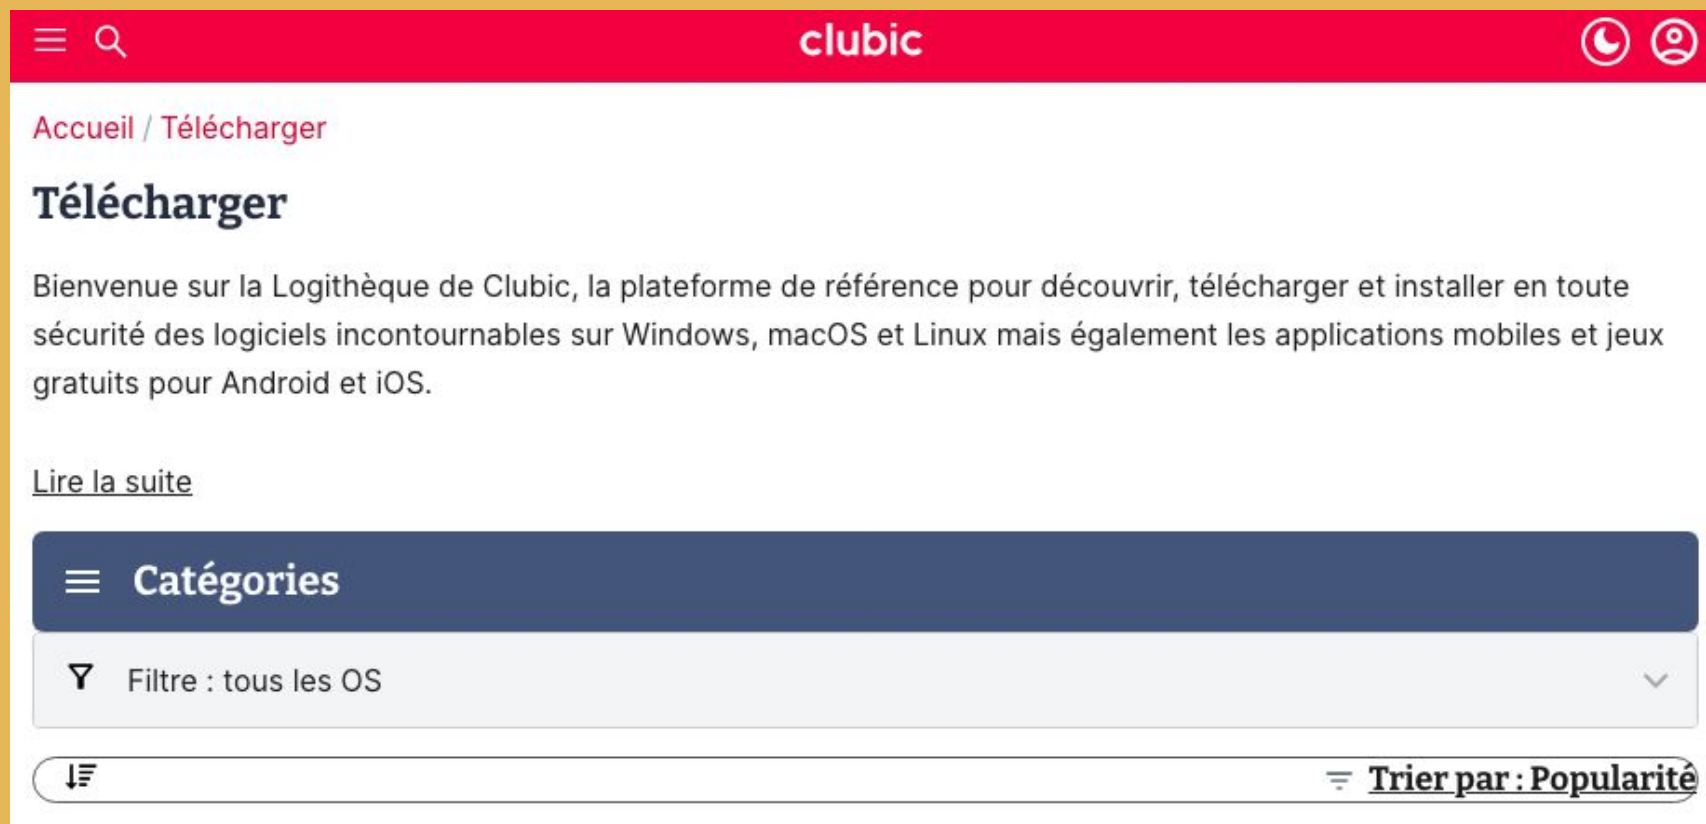 clubic
Accueil / Télécharger
Télécharger
Bienvenue sur la Logithèque de Clubic, la plateforme de référence pour découvrir, télécharger et installer en toute
sécurité des logiciels incontournables sur Windows, macOS et Linux mais également les applications mobiles et jeux
gratuits pour Android et iOS.
Lire la suite
Catégories
Filtre : tous les OS
Trier par : Popularité